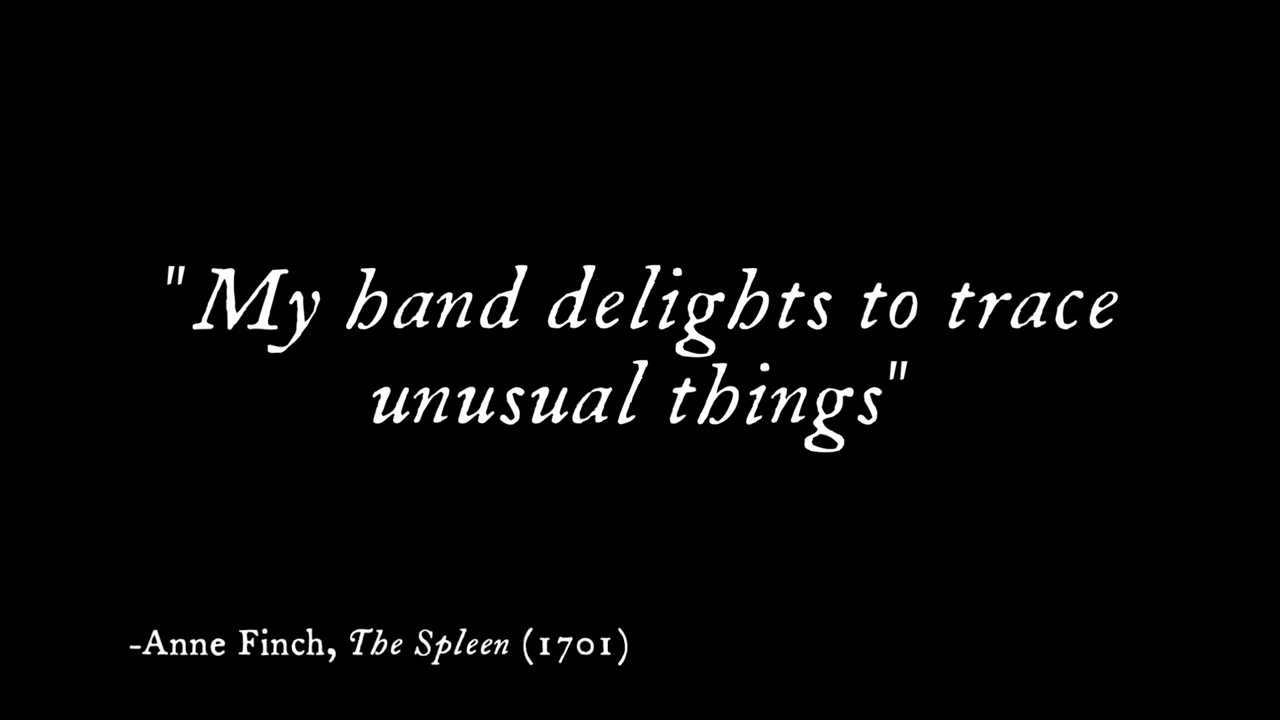 "My hand delights to trace
unusual things"
-Anne Finch, The Spleen (1701)